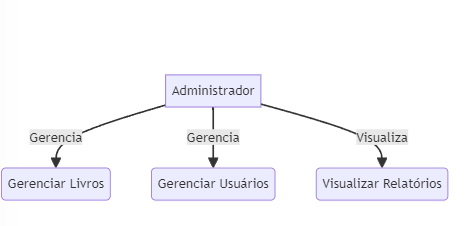 Administrador
Gerencia
Gerencia
Visualiza
Gerenciar Livros
Gerenciar Usuários
Visualizar Relatórios